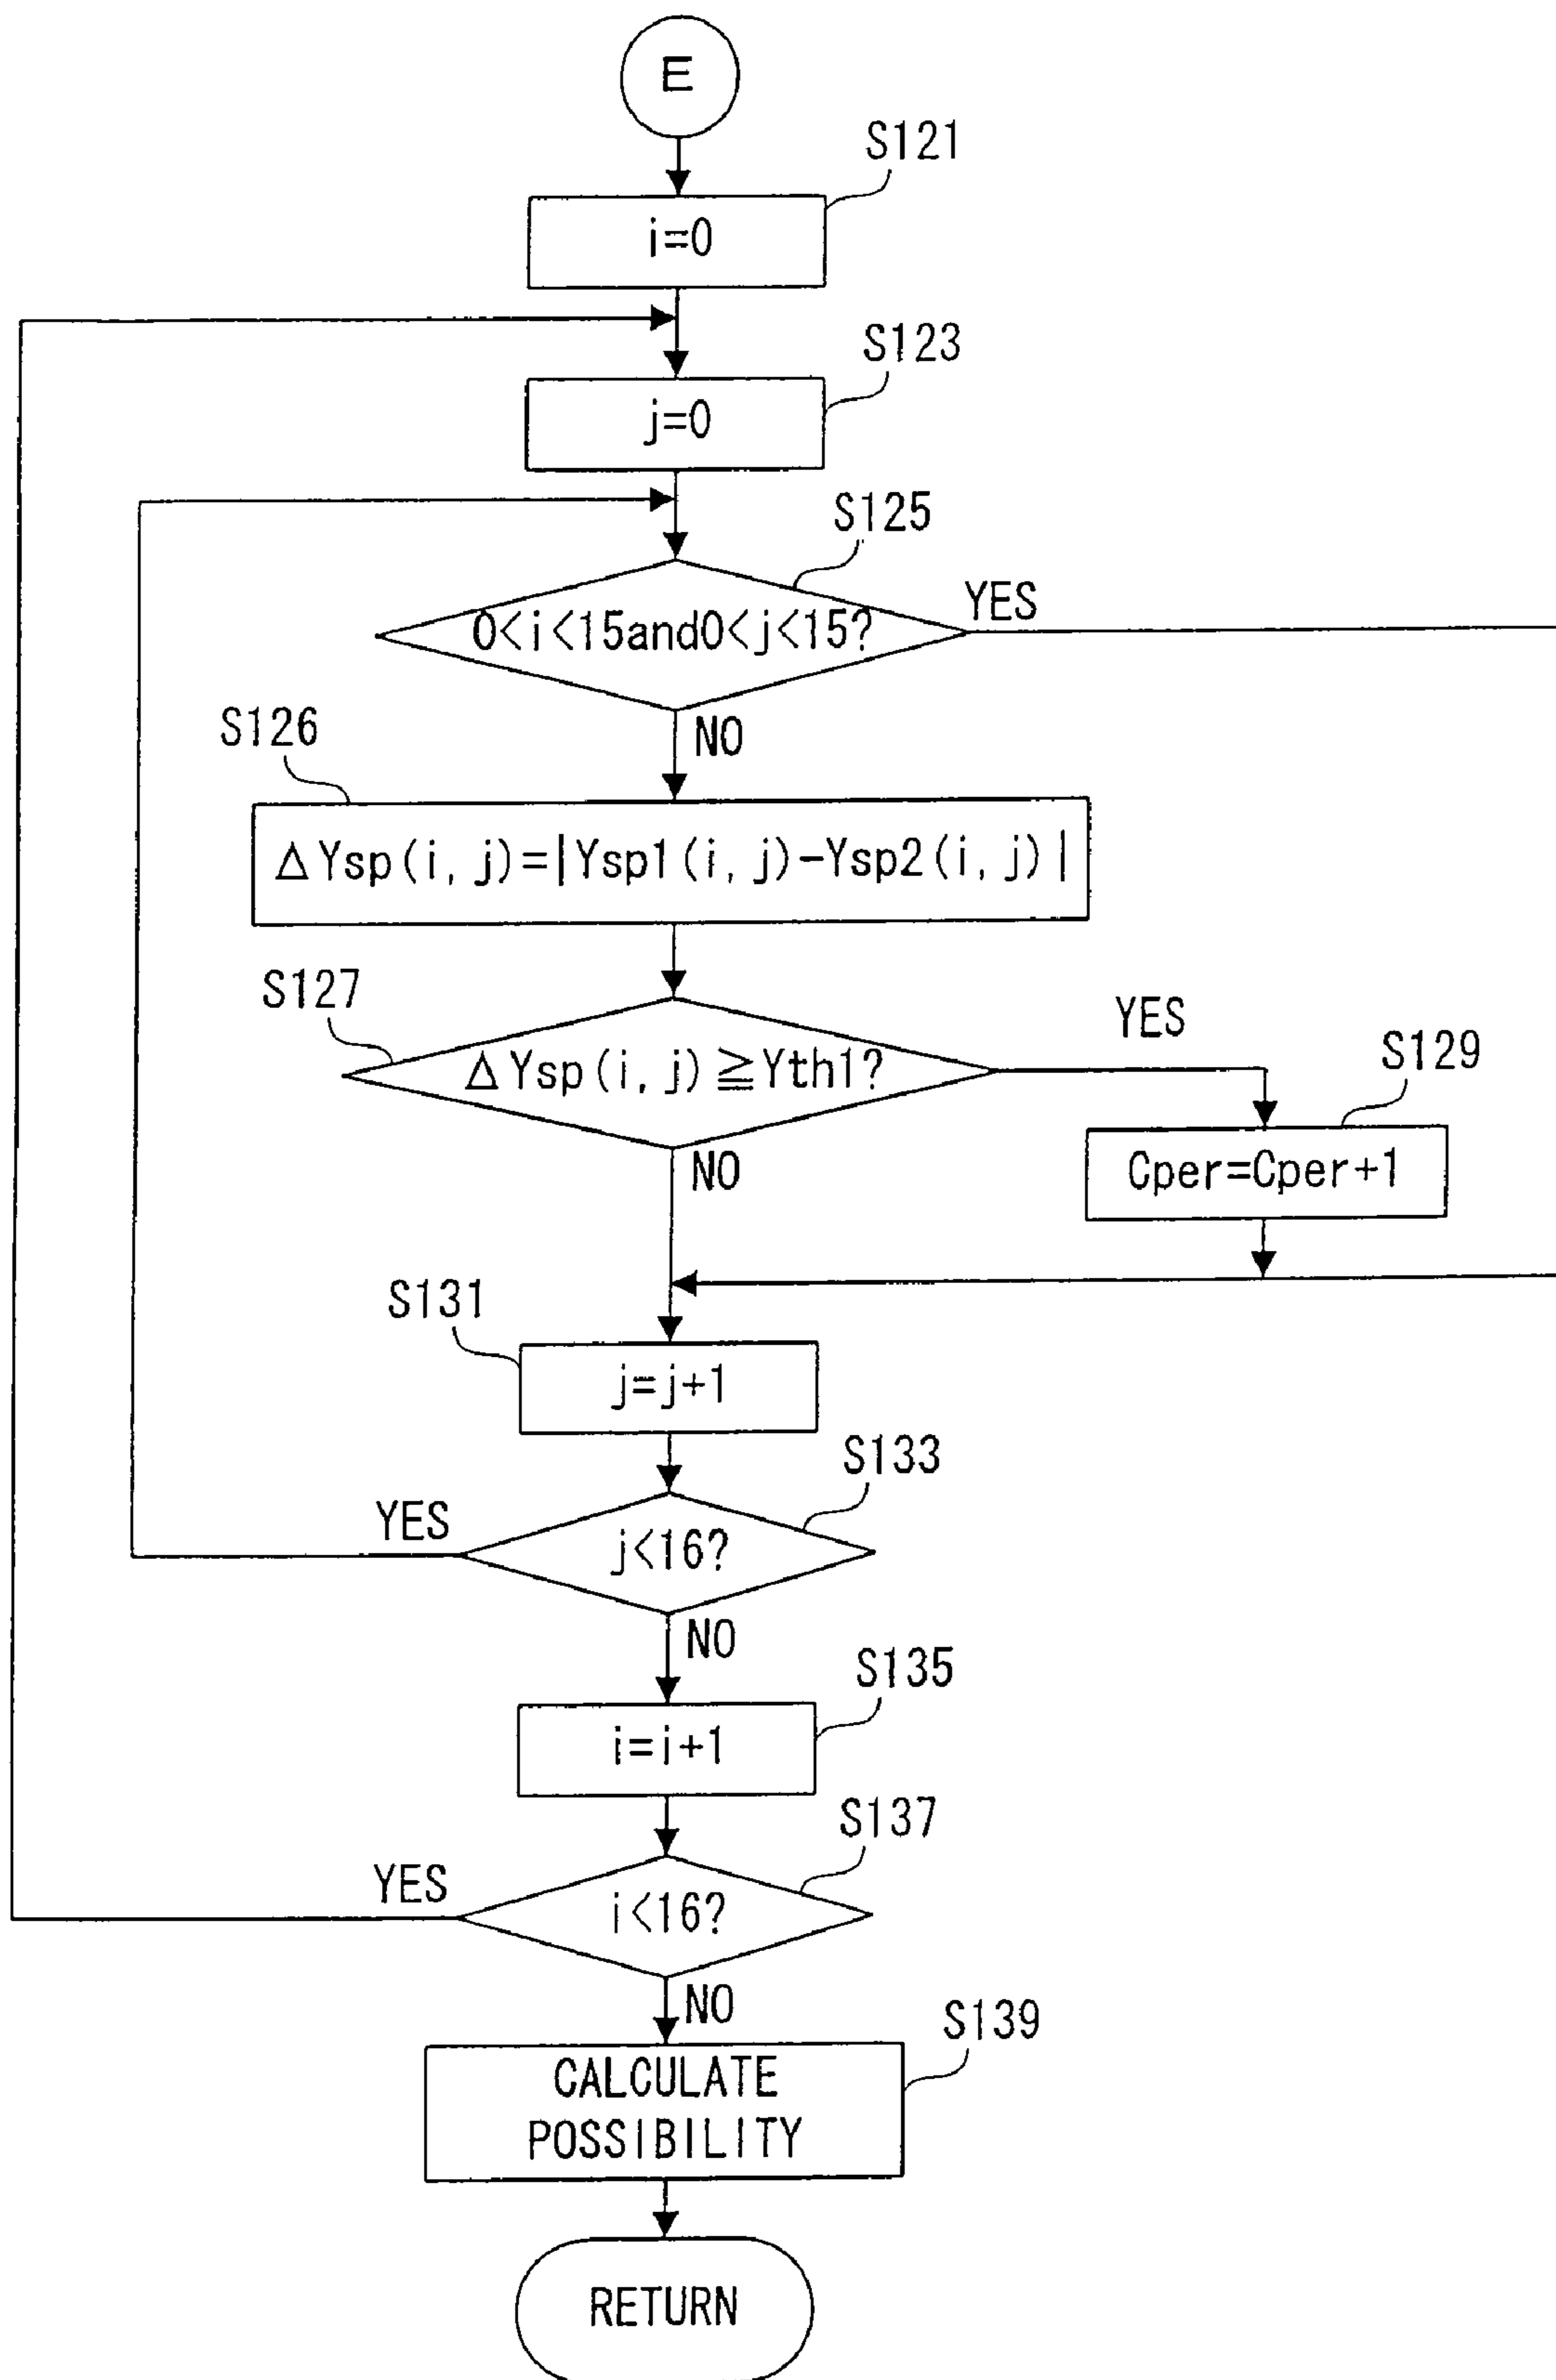 E
S121
i=0
S123
j=0
S125
0<i<15and0<j<15?
YES
NO
S126
ΔYsp(i,j)=|Ysp1(i,j)-Ysp2(i,j)|
S127
ΔYsp(i,j)≧Yth1?
YES
S129
Cper=Cper+1
NO
S131
j=j+1
S133
j<16?
YES
NO
S135
i=i+1
S137
i<16?
YES
NO
S139
CALCULATE
POSSIBILITY
RETURN